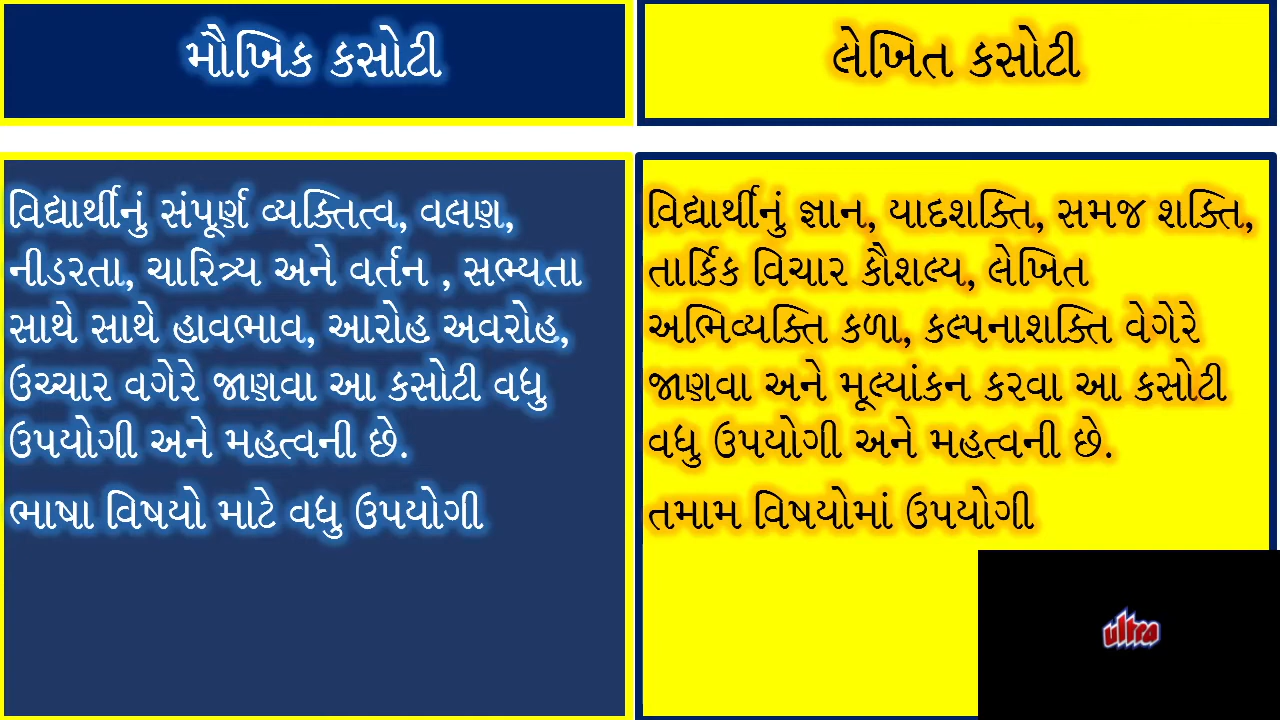 મૌખિક કસોટી
લેખિત કસોટી
વિદ્યાર્થીનું સંપૂર્ણ વ્યક્તિત્વ, વલણ,
નીડરતા, ચારિત્ર્ય અને વર્તન , સભ્યતા
સાથે સાથે હાવભાવ, આરોહ અવરોહ,
ઉચ્ચાર વગેરે જાણવા આ કસોટી વધુ
ઉપયોગી અને મહત્વની છે.
ભાષા વિષયો માટે વધુ ઉપયોગી
વિદ્યાર્થીનું જ્ઞાન, યાદશક્તિ, સમજ શક્તિ,
તાર્કિક વિચાર કૌશલ્ય, લેખિત
અભિવ્યક્તિ કળા, કલ્પનાશક્તિ વેગેરે
જાણવા અને મૂલ્યાંકન કરવા આ કસોટી
વધુ ઉપયોગી અને મહત્વની છે.
તમામ વિષયોમાં ઉપયોગી
ultra